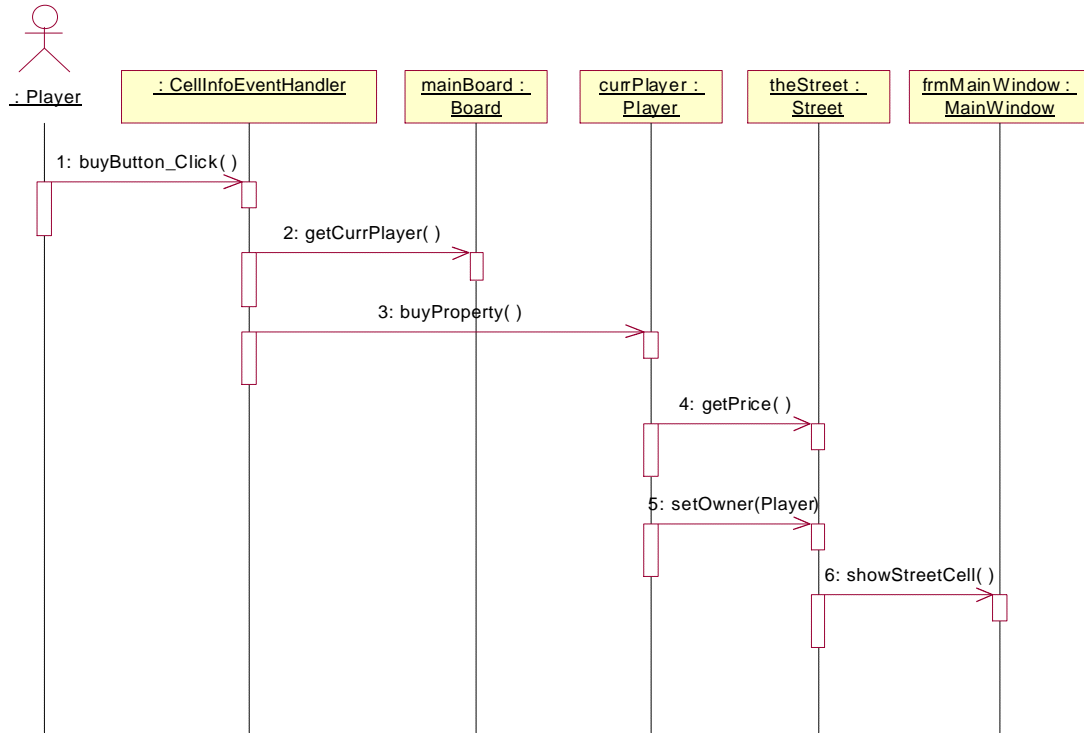 : Player
: CellInfoEventHandler
mainBoard :
Board
currPlayer :
Player
theStreet :
Street
frmMainWindow :
MainWindow
1: buyButton_Click( )
2: getCurrPlayer( )
3: buyProperty( )
4: getPrice( )
5: setOwner(Player)
6: showStreetCell( )